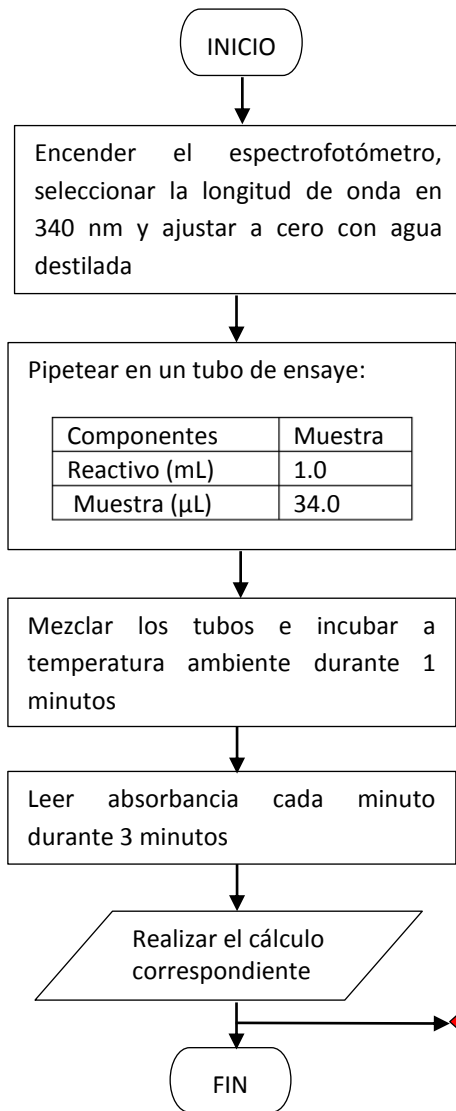 INICIO
Encender el espectrofotómetro,
seleccionar la longitud de onda en
340 nm y ajustar a cero con agua
destilada
Pipetear en un tubo de ensaye:
Componentes Muestra
Reactivo (mL) 1.0
Muestra (µL) 34.0
Mezclar los tubos e incubar a
temperatura ambiente durante 1
minutos
Leer absorbancia cada minuto
durante 3 minutos
Realizar el cálculo
correspondiente
FIN